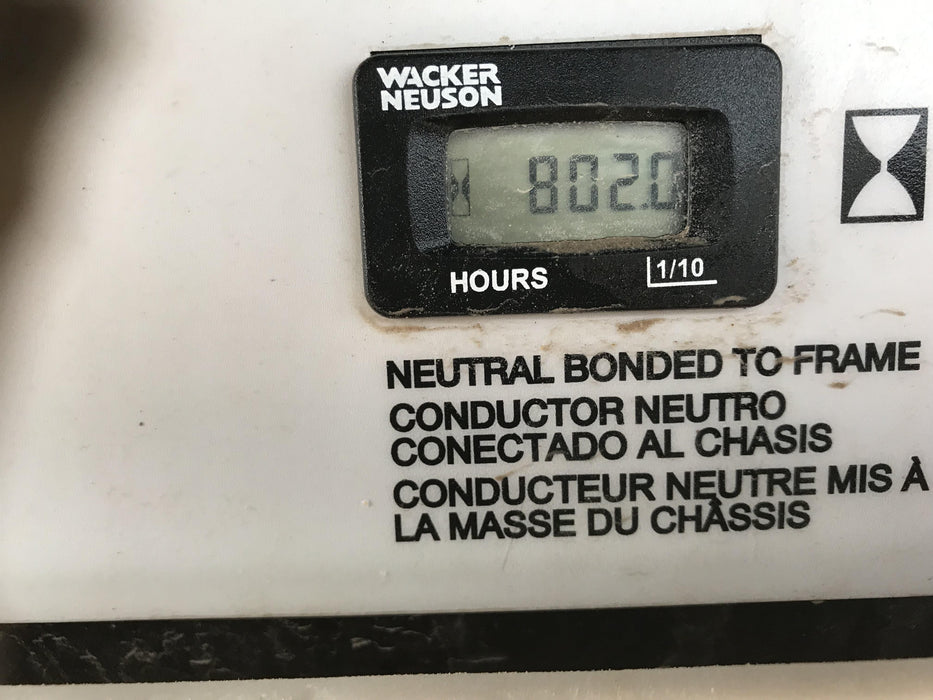 WACKER
NEUSON
802.0
HOURS
1/10
NEUTRAL BONDED TO FRAME
CONDUCTOR NEUTRO
CONECTADO AL CHASIS
CONDUCTEUR NEUTRE MIS À
LA MASSE DU CHÂSSIS